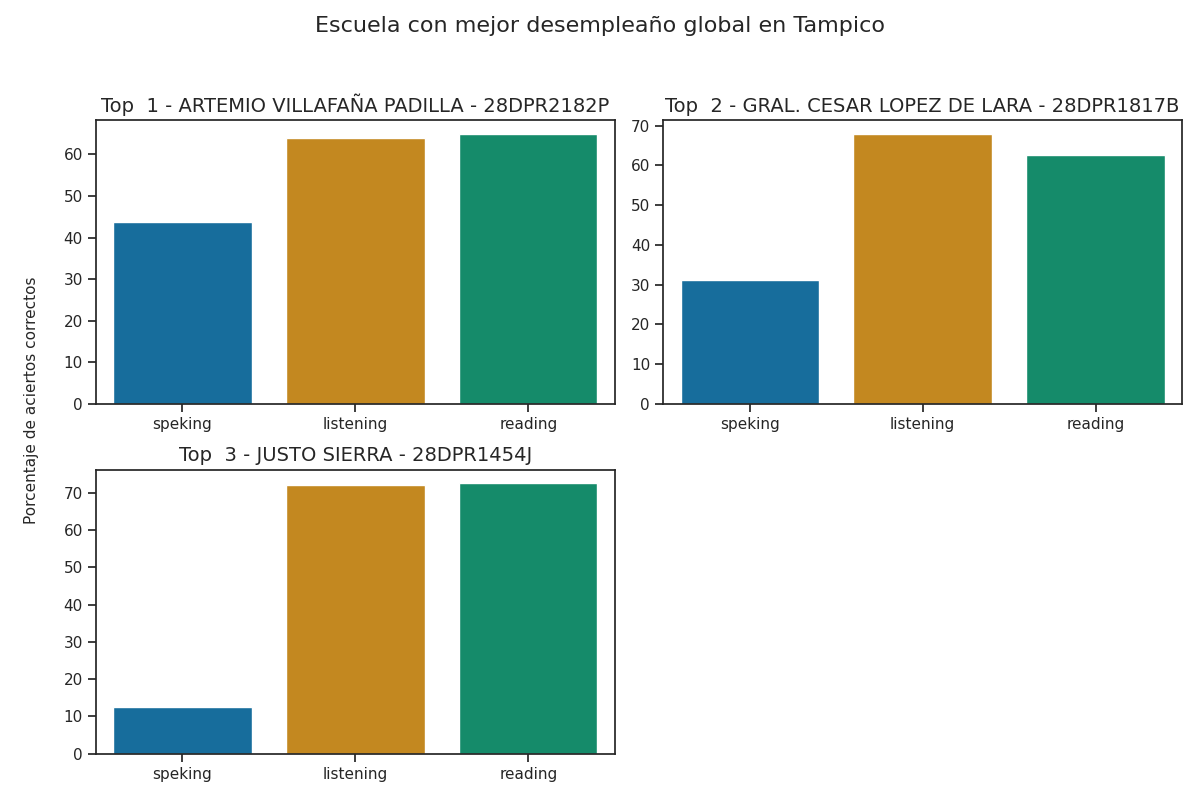 Escuela con mejor desempleaño global en Tampico
Porcentaje de aciertos correctos
Top  1 - ARTEMIO VILLAFAÑA PADILLA - 28DPR2182P
60
50
40
30
20
10
0
speking listening reading
Top  2 - GRAL. CESAR LOPEZ DE LARA - 28DPR1817B
70
60
50
40
30
20
10
0
speking listening reading
Top  3 - JUSTO SIERRA - 28DPR1454J
70
60
50
40
30
20
10
0
speking listening reading